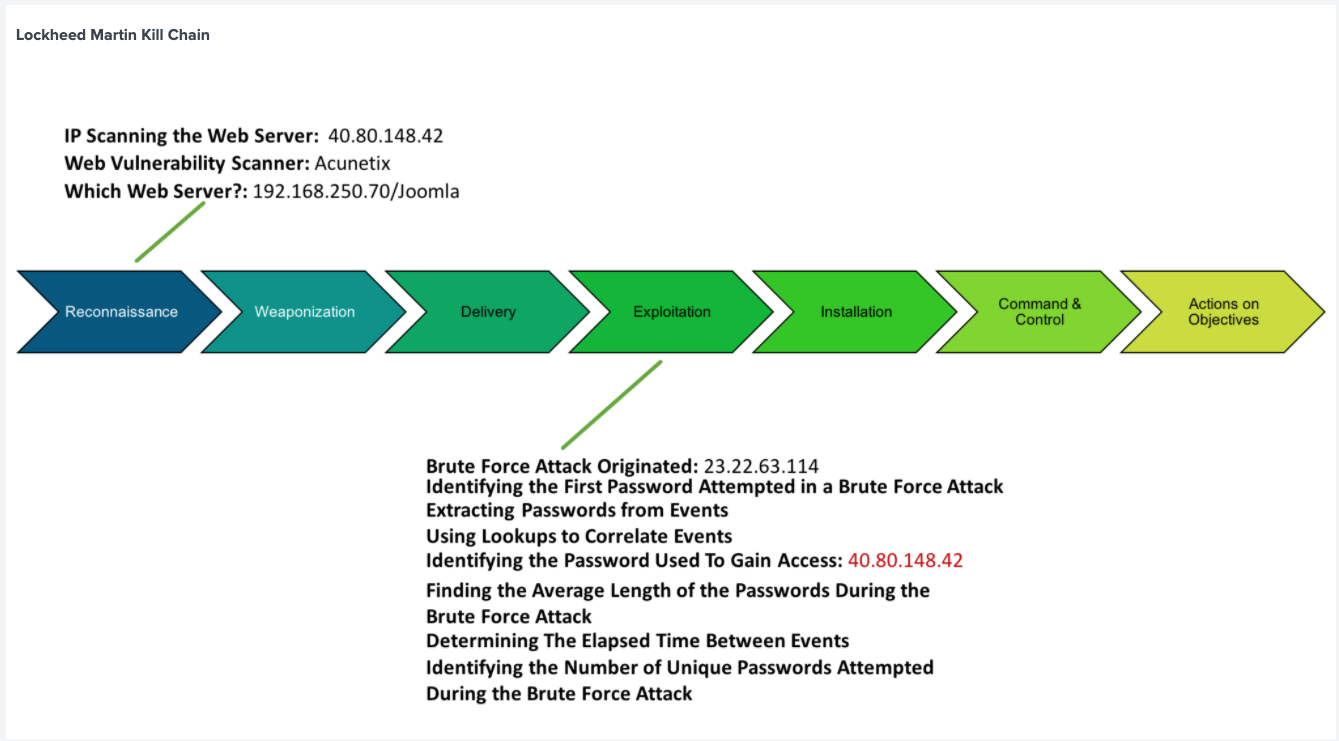 Lockheed Martin Kill Chain
IP Scanning the Web Server: 40.80.148.42
Web Vulnerability Scanner: Acunetix
Which Web Server?: 192.168.250.70/Joomla
Reconnaissance
Weaponization
Delivery
Exploitation
Installation
Command &
Control
Actions on
Objectives
Brute Force Attack Originated: 23.22.63.114
Identifying the First Password Attempted in a Brute Force Attack
Extracting Passwords from Events
Using Lookups to Correlate Events
Identifying the Password Used To Gain Access: 40.80.148.42
Finding the Average Length of the Passwords During the
Brute Force Attack
Determining The Elapsed Time Between Events
Identifying the Number of Unique Passwords Attempted
During the Brute Force Attack